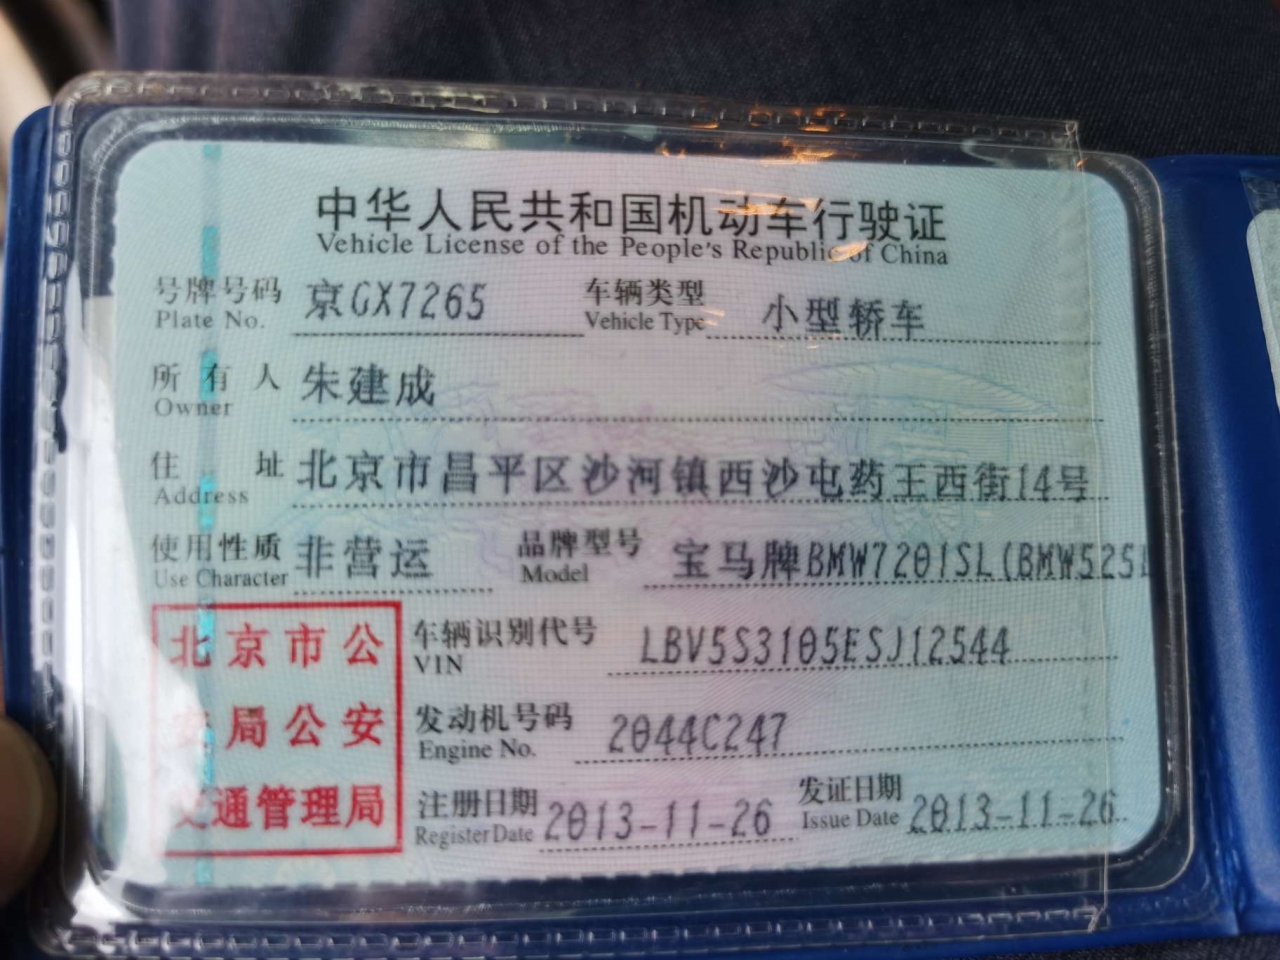 中华人民共和国机动车行驶证
Vehicle License of the People's Republic of China
号牌号码 京GX7265 车辆类型 小型轿车
Plate No. Vehicle Type
所有人 朱建成
Owner
住址 北京市昌平区沙河镇西沙屯药王西街14号
Address
使用性质 非营运 品牌型号 宝马牌BMW7201SL(BMW525L
Use Character Model
北京市公
安局公安
交通管理局
车辆识别代号 LBV5S3105ESJ12544
VIN
发动机号码 2044C247
Engine No.
注册日期 2013-11-26 发证日期 2013-11-26
Register Date Issue Date